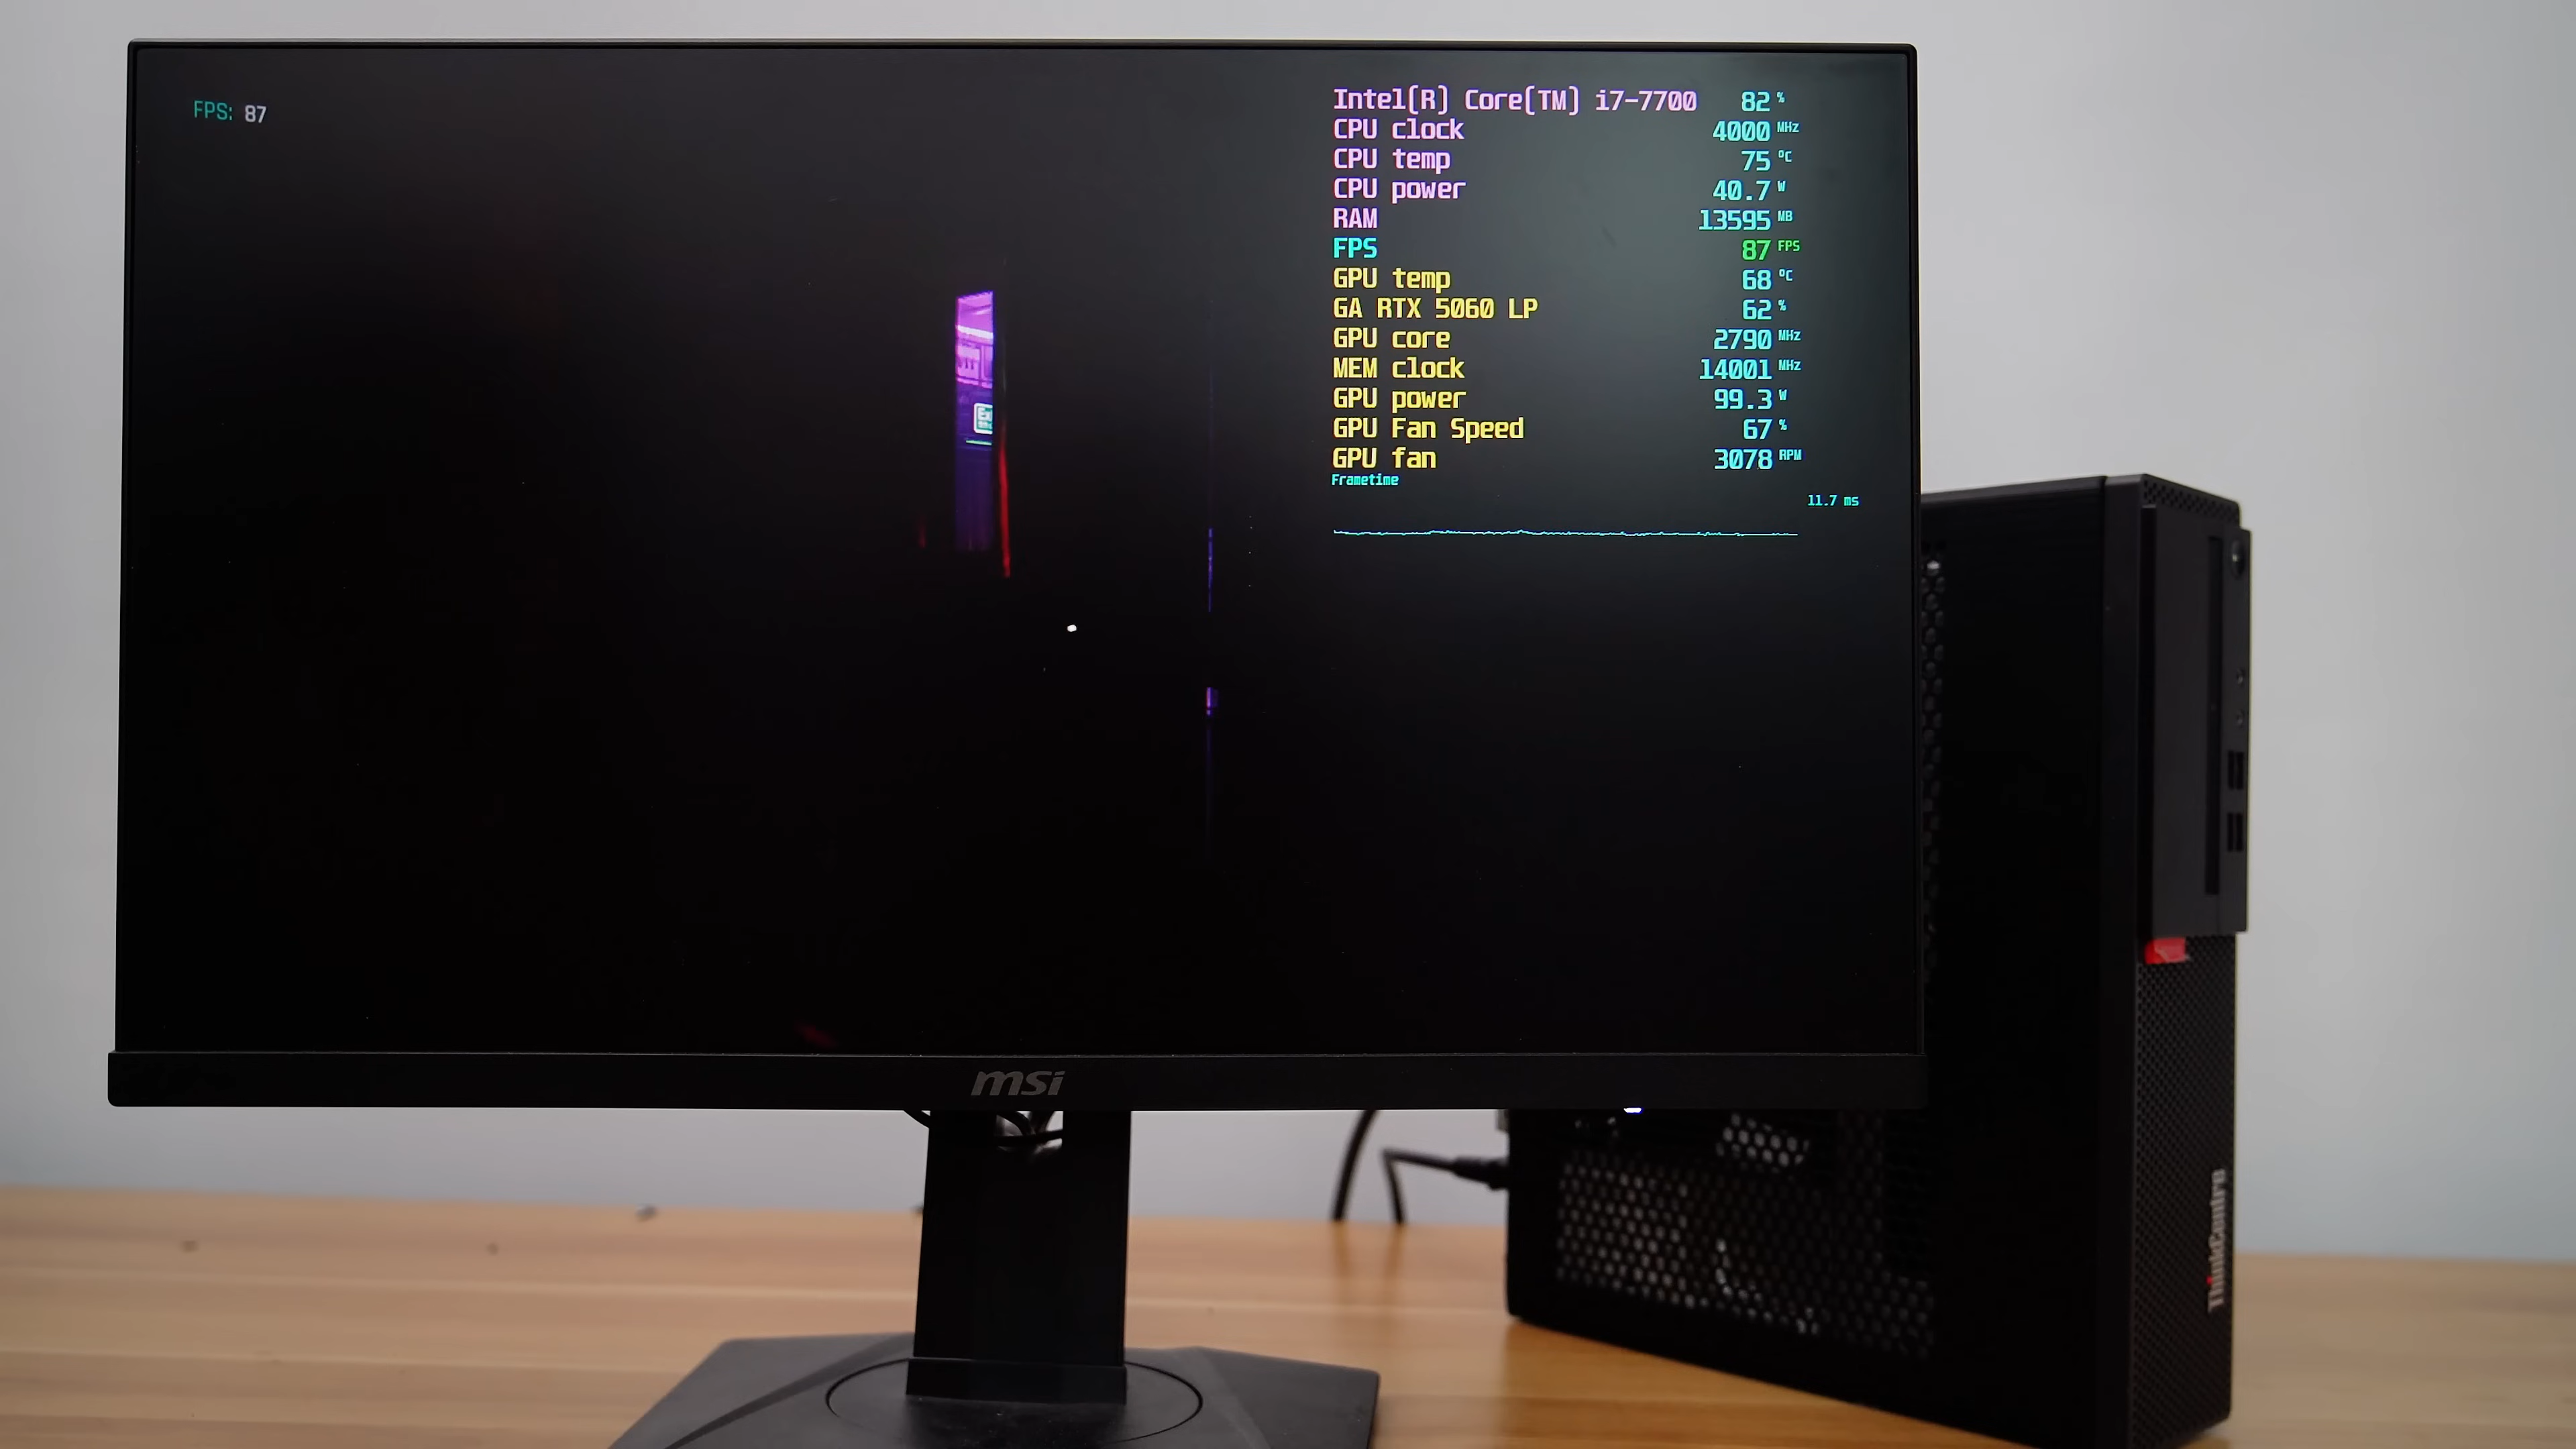 FPS: 87
Intel(R) Core(TM) i7-7700 82 %
CPU clock 4000 MHz
CPU temp 75 °C
CPU power 40.7 W
RAM 13595 MB
FPS 87 FPS
GPU temp 68 °C
GA RTX 5060 LP 62 %
GPU core 2790 MHz
MEM clock 14001 MHz
GPU power 99.3 W
GPU Fan Speed 67 %
GPU fan 3078 RPM
Frametime
11.7 ms
msi
ThinkCentre